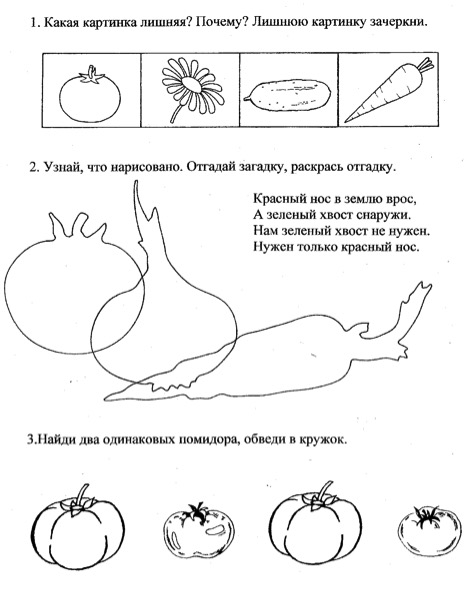 1. Какая картинка лишняя? Почему? Лишнюю картинку зачеркни.
2. Узнай, что нарисовано. Отгадай загадку, раскрась отгадку.
Красный нос в землю врос,
А зеленый хвост снаружи.
Нам зеленый хвост не нужен.
Нужен только красный нос.
3.Найди два одинаковых помидора, обведи в кружок.